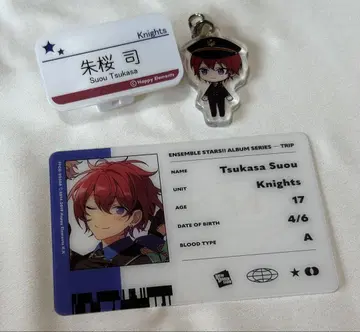 Knights
朱桜 司
Suou Tsukasa
©Happy Elements
ENSEMBLE STARS!! ALBUM SERIES — TRIP
NAME Tsukasa Suou
UNIT Knights
AGE 17
DATE OF BIRTH 4/6
BLOOD TYPE A